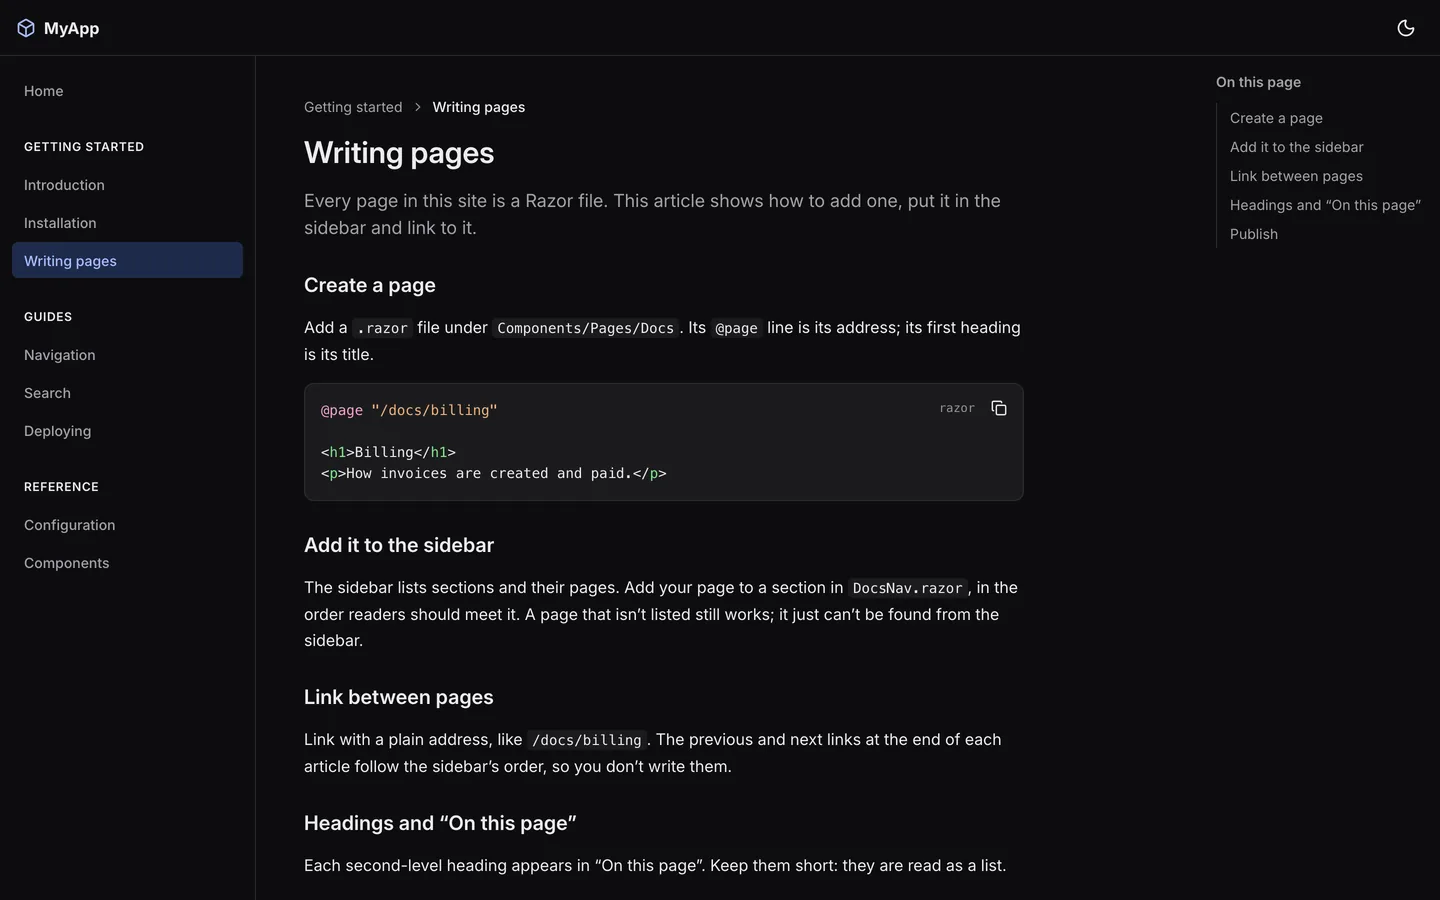 MyApp
Home
GETTING STARTED
Introduction
Installation
Writing pages
GUIDES
Navigation
Search
Deploying
REFERENCE
Configuration
Components
Getting started > Writing pages
Writing pages
Every page in this site is a Razor file. This article shows how to add one, put it in the
sidebar and link to it.
Create a page
Add a .razor file under Components/Pages/Docs. Its @page line is its address; its first heading
is its title.
razor
@page "/docs/billing"
<h1>Billing</h1>
<p>How invoices are created and paid.</p>
Add it to the sidebar
The sidebar lists sections and their pages. Add your page to a section in DocsNav.razor, in the
order readers should meet it. A page that isn’t listed still works; it just can’t be found from the
sidebar.
Link between pages
Link with a plain address, like /docs/billing. The previous and next links at the end of each
article follow the sidebar’s order, so you don’t write them.
Headings and “On this page”
Each second-level heading appears in “On this page”. Keep them short: they are read as a list.
On this page
Create a page
Add it to the sidebar
Link between pages
Headings and “On this page”
Publish